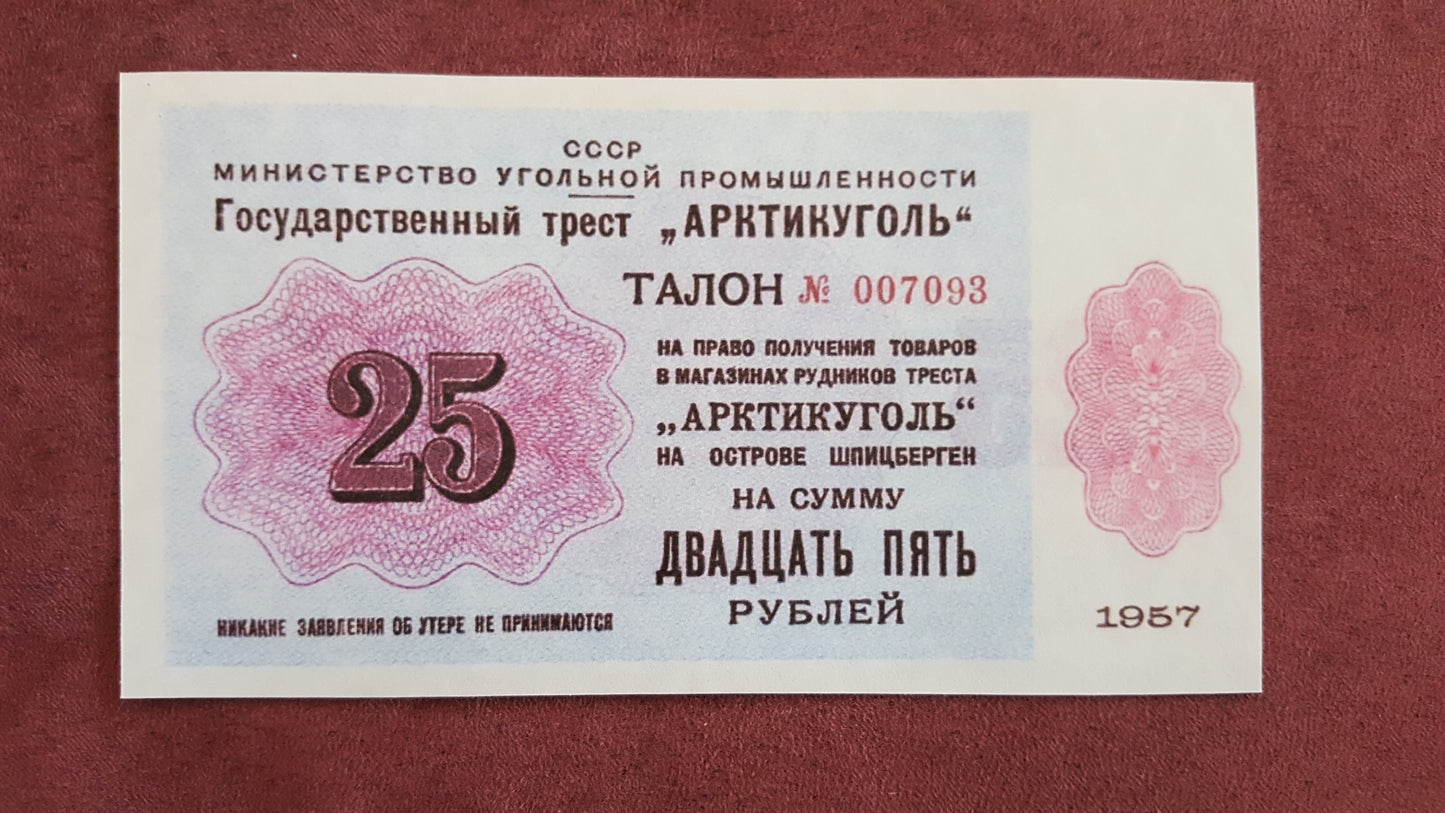 СССР
МИНИСТЕРСТВО УГОЛЬНОЙ ПРОМЫШЛЕННОСТИ
Государственный трест „АРКТИКУГОЛЬ“
ТАЛОН № 007093
НА ПРАВО ПОЛУЧЕНИЯ ТОВАРОВ
В МАГАЗИНАХ РУДНИКОВ ТРЕСТА
„АРКТИКУГОЛЬ“
НА ОСТРОВЕ ШПИЦБЕРГЕН
НА СУММУ
ДВАДЦАТЬ ПЯТЬ
РУБЛЕЙ
25
НИКАКИЕ ЗАЯВЛЕНИЯ ОБ УТЕРЕ НЕ ПРИНИМАЮТСЯ
1957